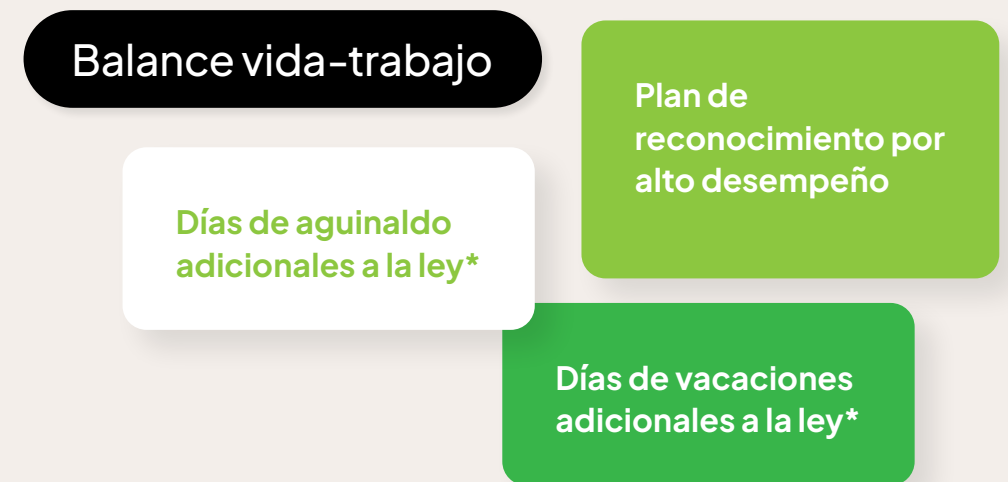 Balance vida-trabajo
Plan de
reconocimiento por
alto desempeño
Días de aguinaldo
adicionales a la ley*
Días de vacaciones
adicionales a la ley*